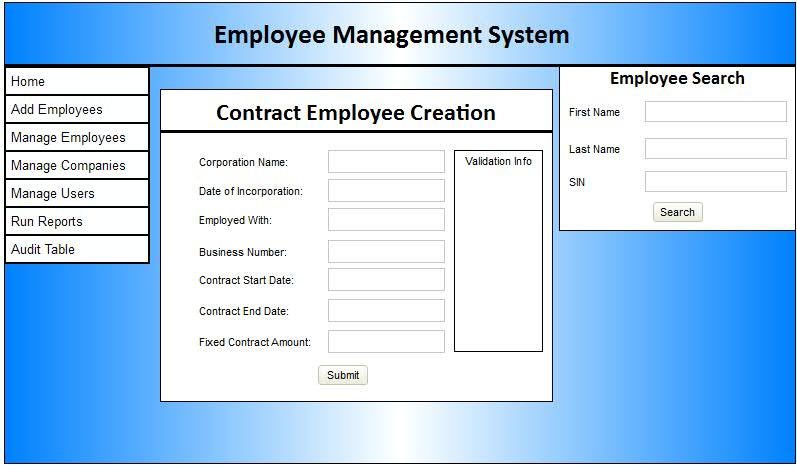 Employee Management System
Home
Add Employees
Manage Employees
Manage Companies
Manage Users
Run Reports
Audit Table
Contract Employee Creation
Corporation Name:
Date of Incorporation:
Employed With:
Business Number:
Contract Start Date:
Contract End Date:
Fixed Contract Amount:
Validation Info
Submit
Employee Search
First Name
Last Name
SIN
Search